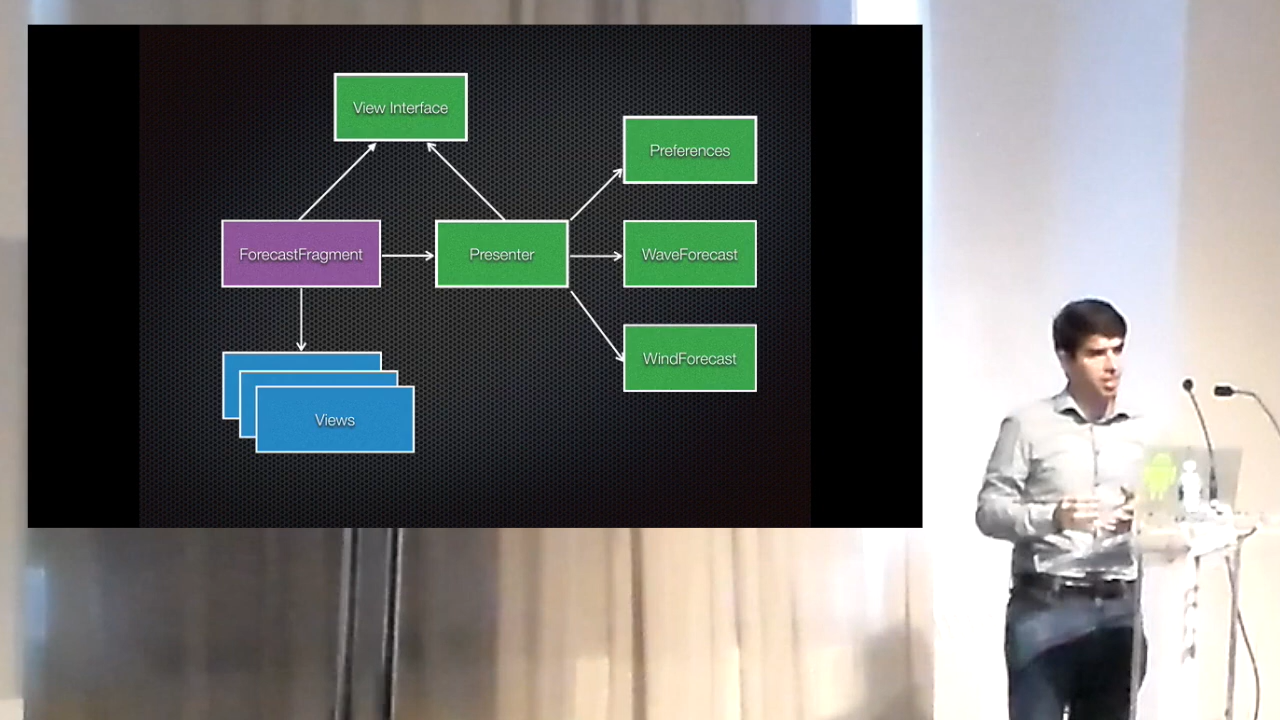 View Interface
Preferences
ForecastFragment
Presenter
WaveForecast
WindForecast
Views